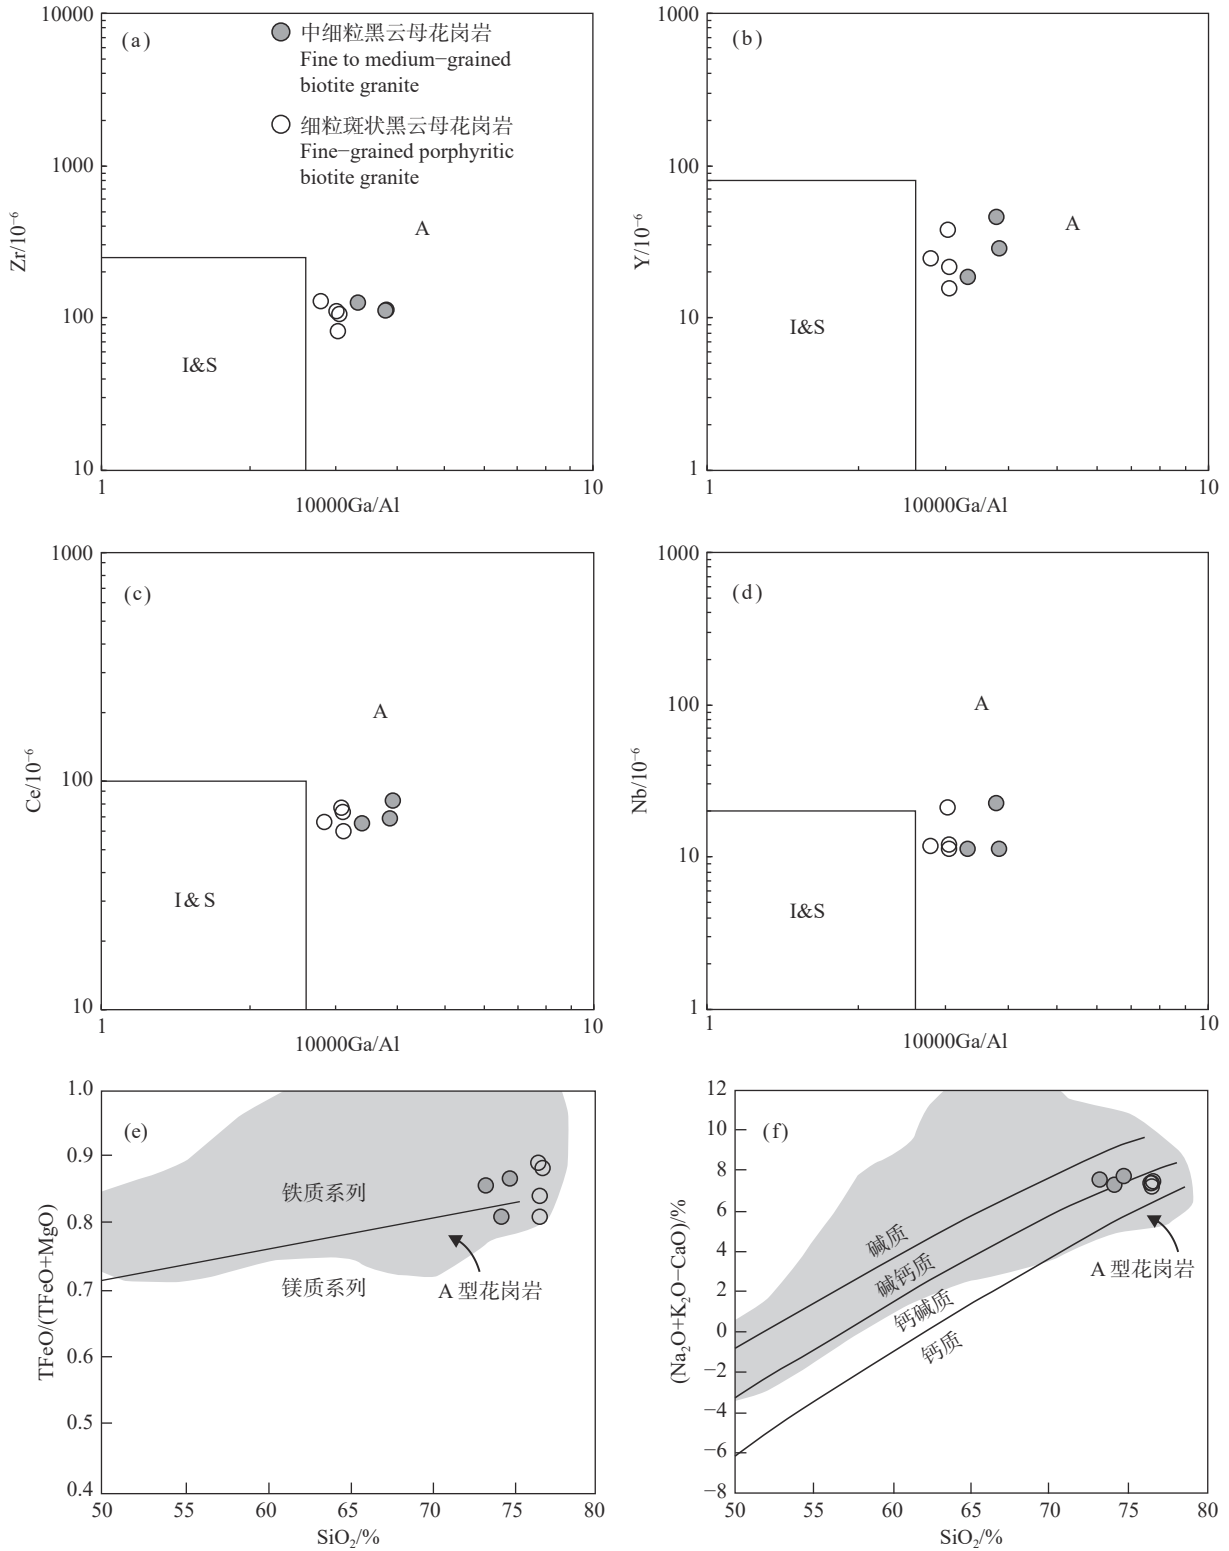 10000
1000
100
10
Zr/10⁻⁶
(a)
中细粒黑云母花岗岩
Fine to medium−grained
biotite granite
细粒斑状黑云母花岗岩
Fine−grained porphyritic
biotite granite
A
I&S
1
10
10000Ga/Al
1000
100
10
1
Y/10⁻⁶
(b)
A
I&S
1
10
10000Ga/Al
1000
100
10
Ce/10⁻⁶
(c)
A
I&S
1
10
10000Ga/Al
1000
100
10
1
Nb/10⁻⁶
(d)
A
I&S
1
10
10000Ga/Al
1.0
0.9
0.8
0.7
0.6
0.5
0.4
TFeO/(TFeO+MgO)
(e)
铁质系列
镁质系列
A 型花岗岩
50
55
60
65
70
75
80
SiO₂/%
12
10
8
6
4
2
0
−2
−4
−6
−8
(Na₂O+K₂O−CaO)/%
(f)
碱质
碱钙质
钙碱质
钙质
A 型花岗岩
50
55
60
65
70
75
80
SiO₂/%